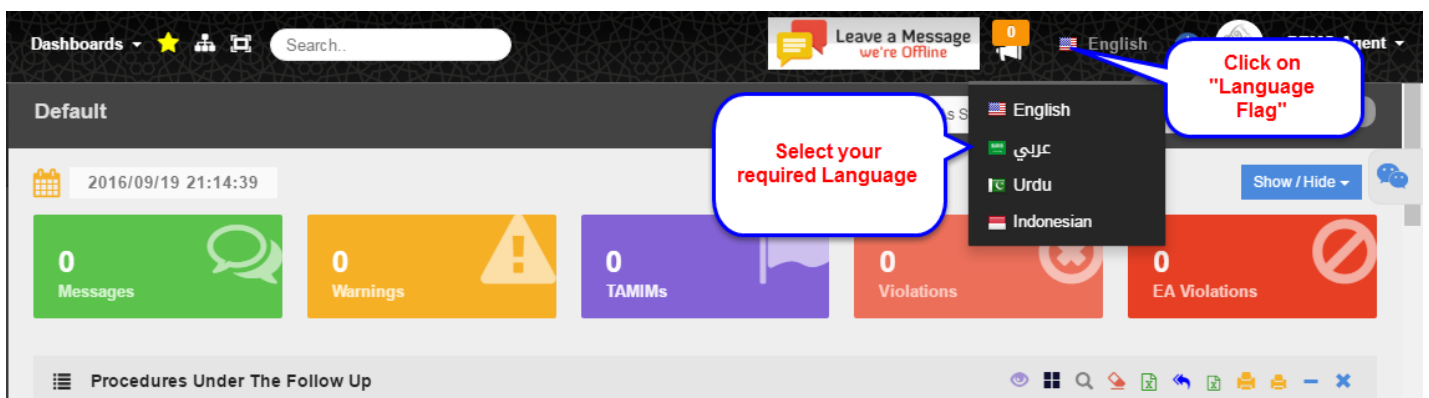 Dashboards
Search..
Leave a Message
we're Offline
0
English
Agent
Click on
"Language
Flag"
Default
English
عربي
Urdu
Indonesian
Select your
required Language
2016/09/19 21:14:39
Show / Hide
0
Messages
0
Warnings
0
TAMIMs
0
Violations
0
EA Violations
Procedures Under The Follow Up